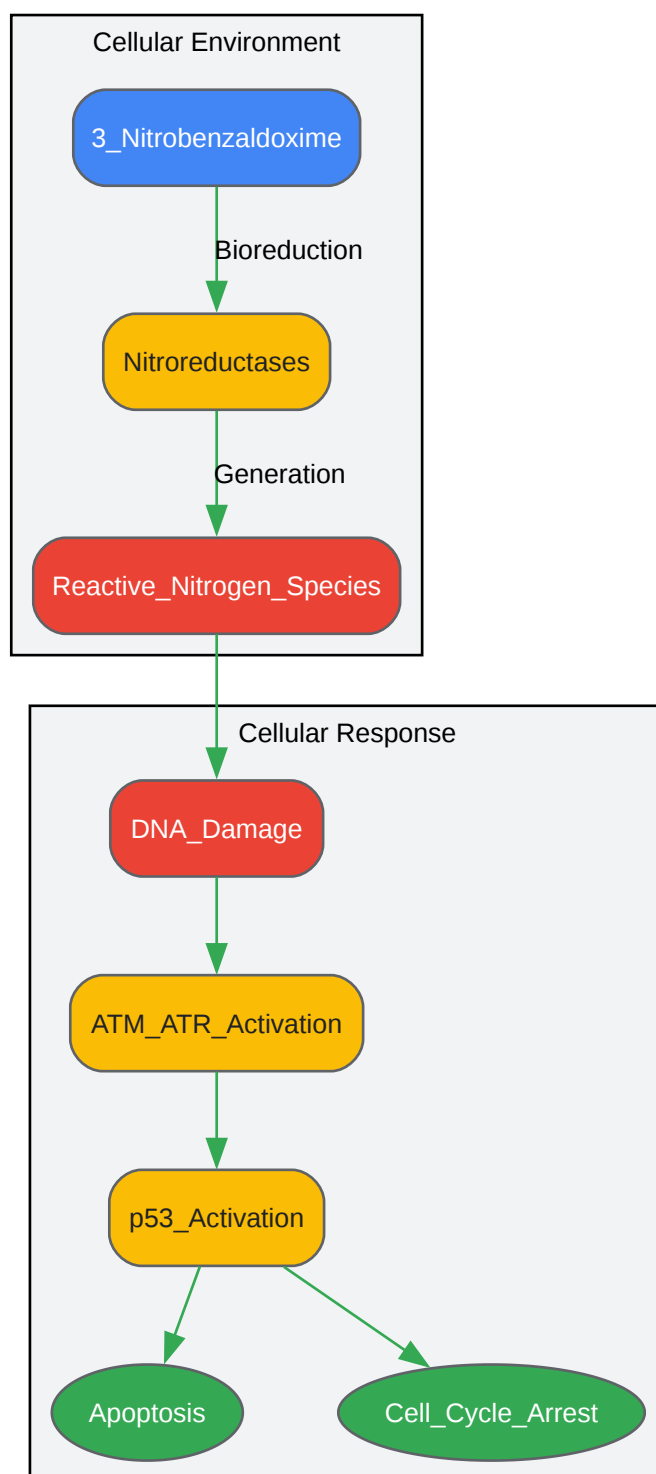 Cellular Environment
3_Nitrobenzaldoxime
Bioreduction
Nitroreductases
Generation
Reactive_Nitrogen_Species
Cellular Response
DNA_Damage
ATM_ATR_Activation
p53_Activation
Apoptosis
Cell_Cycle_Arrest